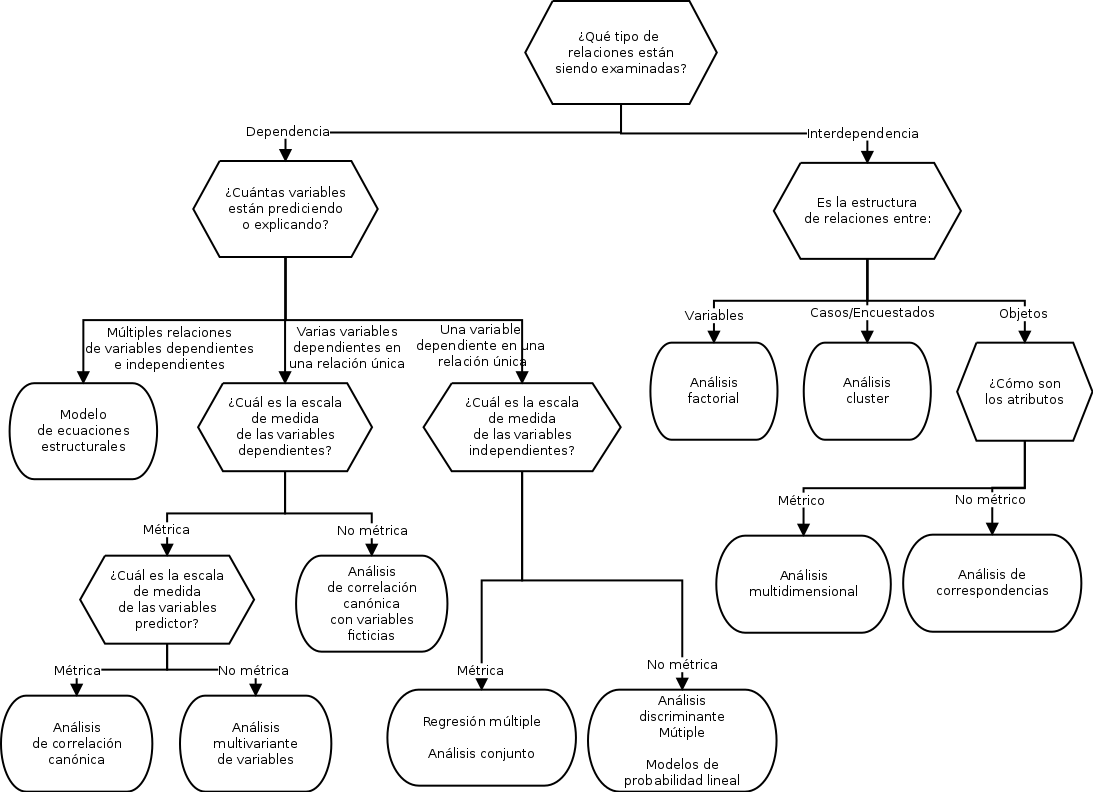 ¿Qué tipo de
relaciones están
siendo examinadas?
Dependencia
Interdependencia
¿Cuántas variables
están prediciendo
o explicando?
Es la estructura
de relaciones entre:
Múltiples relaciones
de variables dependientes
e independientes
Varias variables
dependientes en
una relación única
Una variable
dependiente en una
relación única
Variables
Casos/Encuestados
Objetos
Modelo
de ecuaciones
estructurales
¿Cuál es la escala
de medida
de las variables
dependientes?
¿Cuál es la escala
de medida
de las variables
independientes?
Análisis
factorial
Análisis
cluster
¿Cómo son
los atributos
Métrica
No métrica
Métrico
No métrico
¿Cuál es la escala
de medida
de las variables
predictor?
Análisis
de correlación
canónica
con variables
ficticias
Análisis
multidimensional
Análisis de
correspondencias
Métrica
No métrica
Métrica
No métrica
Análisis
de correlación
canónica
Análisis
multivariante
de variables
Regresión múltiple
Análisis conjunto
Análisis
discriminante
Mútiple
Modelos de
probabilidad lineal